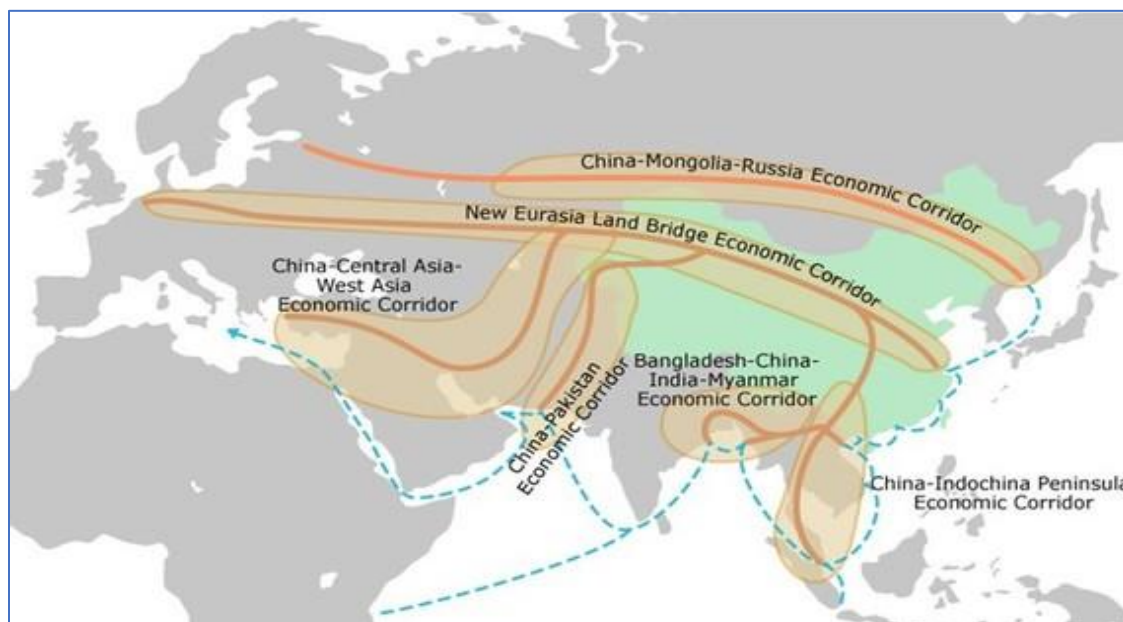 China-Mongolia-Russia Economic Corridor
New Eurasia Land Bridge Economic Corridor
China-Central Asia-
West Asia
Economic Corridor
China-Pakistan
Economic Corridor
Bangladesh-China-
India-Myanmar
Economic Corridor
China-Indochina Peninsula
Economic Corridor